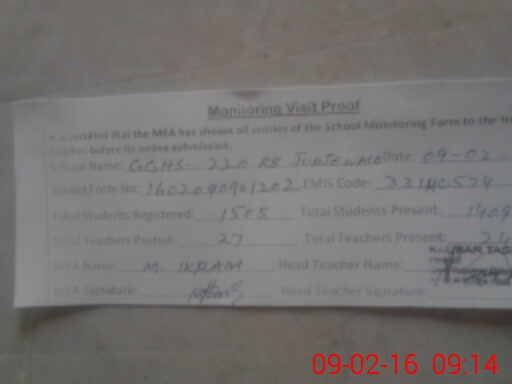 Monitoring Visit Proof
It is certified that the MEA has shown all entries of the School Monitoring Form to the He
Teacher before its online submission.
School Name: GGHS- 220 RB Date: 09-02
School Form No: 1602090901202 EMIS Code:
Total Students Registered: 1505 Total Students Present: 1409
Total Teachers Posted: 27 Total Teachers Present: 24
MEA Name: M IKRAM Head Teacher Name:
MEA Signature: Head Teacher Signature:
09-02-16 09:14